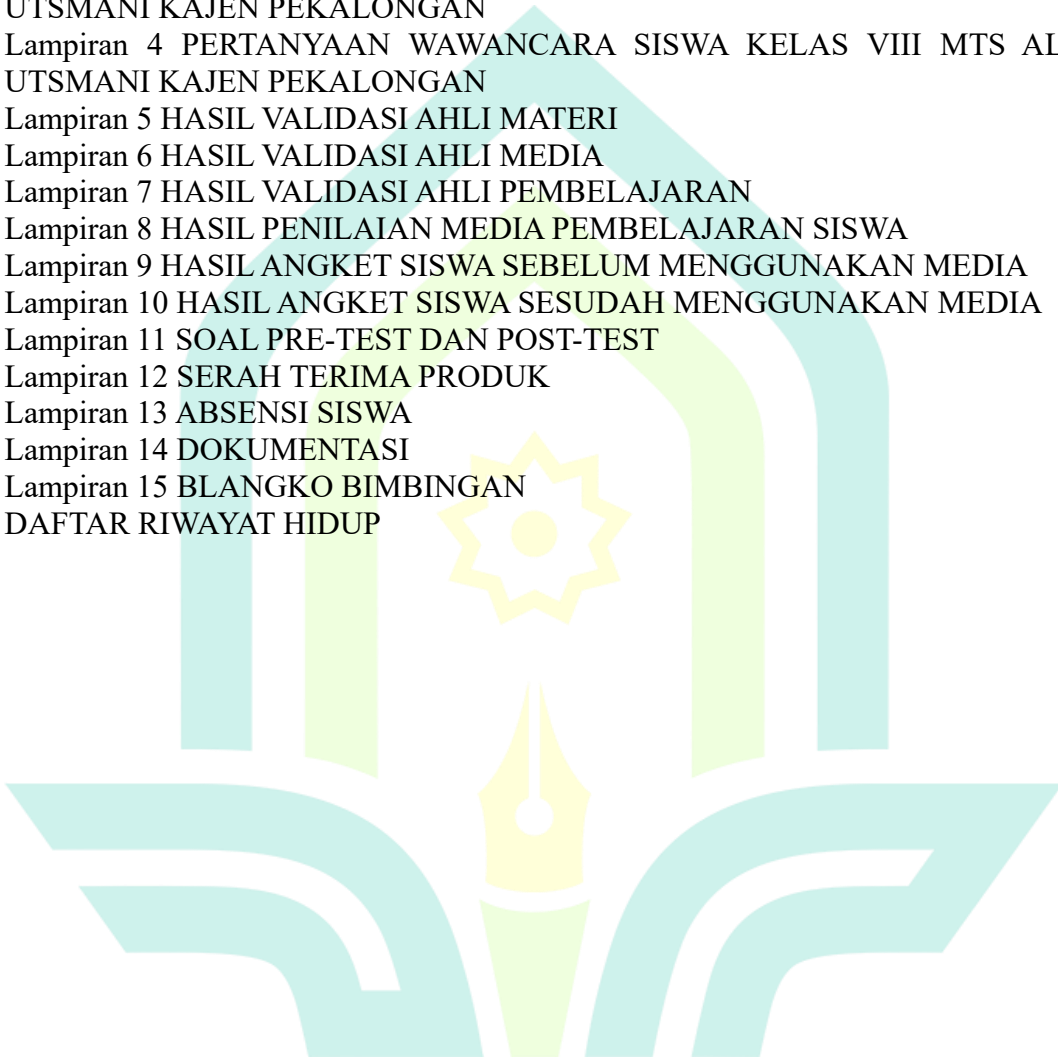 UTSMANI KAJEN PEKALONGAN
Lampiran 4 PERTANYAAN WAWANCARA SISWA KELAS VIII MTS AL
UTSMANI KAJEN PEKALONGAN
Lampiran 5 HASIL VALIDASI AHLI MATERI
Lampiran 6 HASIL VALIDASI AHLI MEDIA
Lampiran 7 HASIL VALIDASI AHLI PEMBELAJARAN
Lampiran 8 HASIL PENILAIAN MEDIA PEMBELAJARAN SISWA
Lampiran 9 HASIL ANGKET SISWA SEBELUM MENGGUNAKAN MEDIA
Lampiran 10 HASIL ANGKET SISWA SESUDAH MENGGUNAKAN MEDIA
Lampiran 11 SOAL PRE-TEST DAN POST-TEST
Lampiran 12 SERAH TERIMA PRODUK
Lampiran 13 ABSENSI SISWA
Lampiran 14 DOKUMENTASI
Lampiran 15 BLANGKO BIMBINGAN
DAFTAR RIWAYAT HIDUP